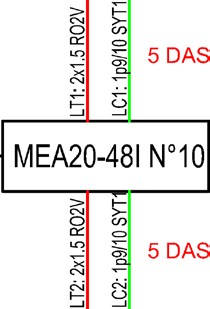 LT1: 2x1.5 RO2V
LC1: 1p9/10 SYT1
5 DAS
MEA20-48I N°10
LT2: 2x1.5 RO2V
LC2: 1p9/10 SYT1
5 DAS